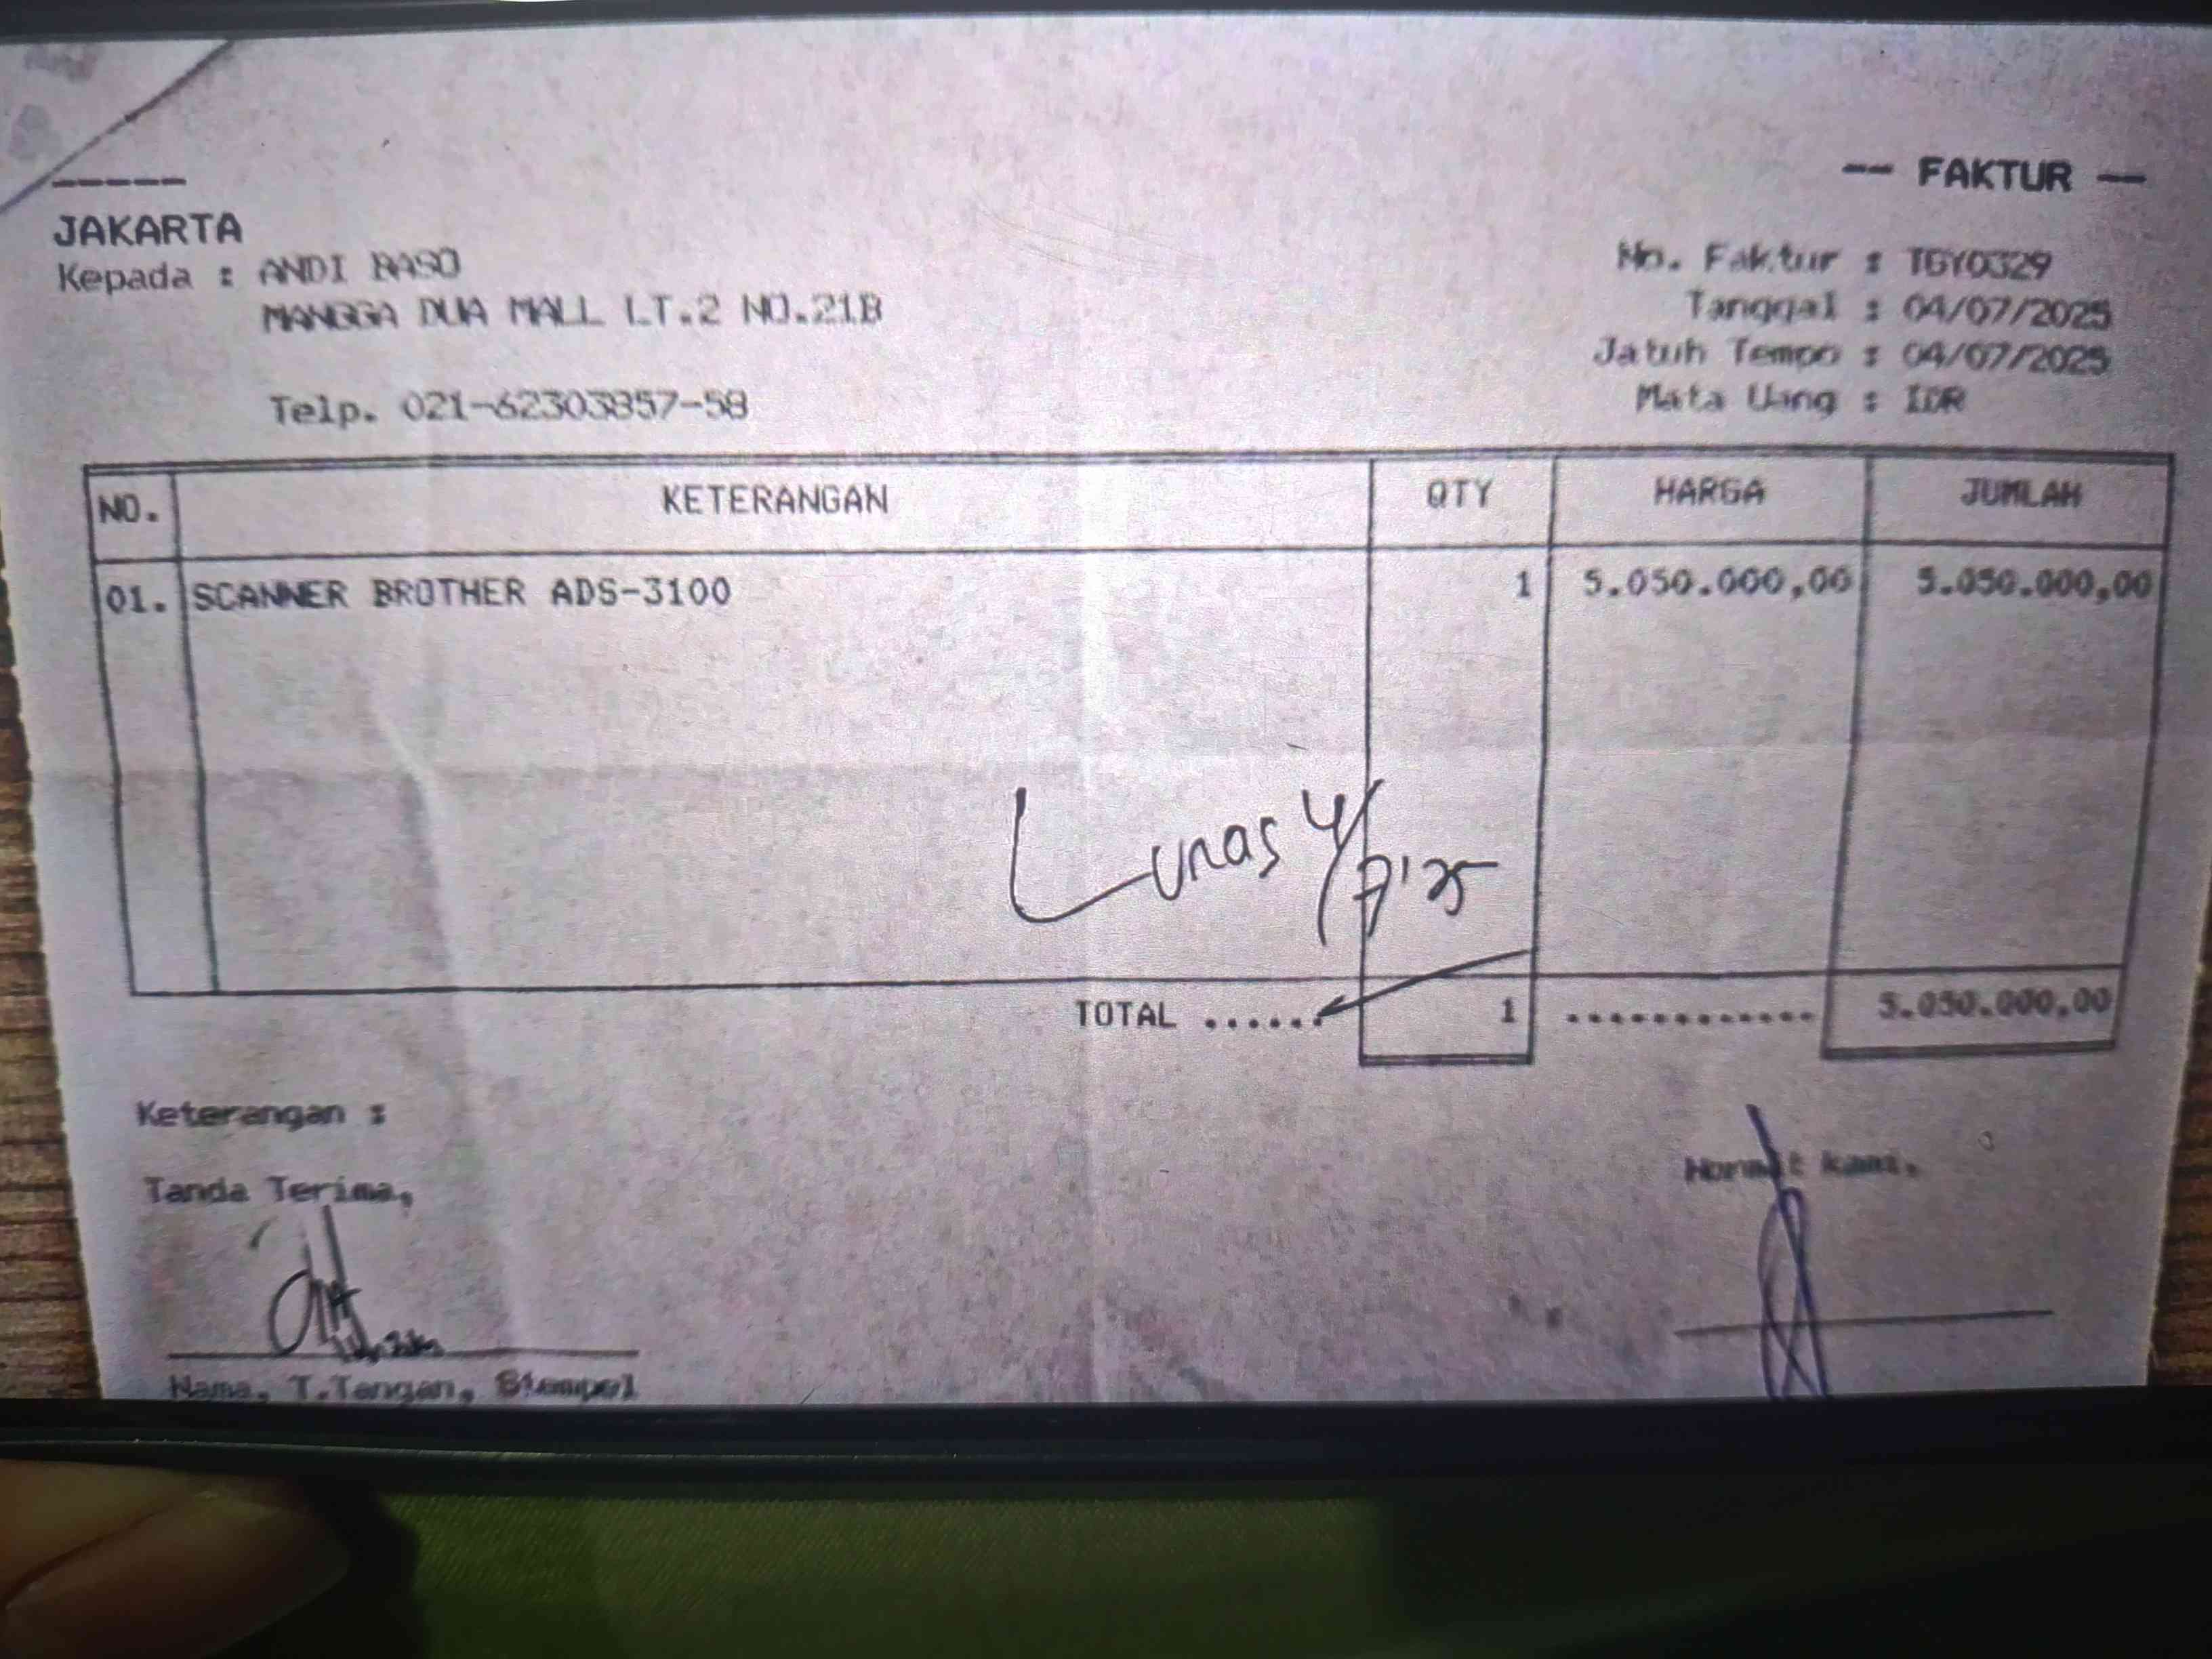 -- FAKTUR --
-----
JAKARTA
Kepada : ANDI BASO
MANGGA DUA MALL LT.2 NO.21B
Telp. 021-62303857-58
No. Faktur : TGY0329
Tanggal : 04/07/2025
Jatuh Tempo : 04/07/2025
Mata Uang : IDR
NO. KETERANGAN QTY HARGA JUMLAH
01. SCANNER BROTHER ADS-3100 1 5.050.000,00 5.050.000,00
Lunas 4/7'25
TOTAL ...... 1 ............ 5.050.000,00
Keterangan :
Tanda Terima, Hormat kami,
Nama, T.Tangan, Stempel